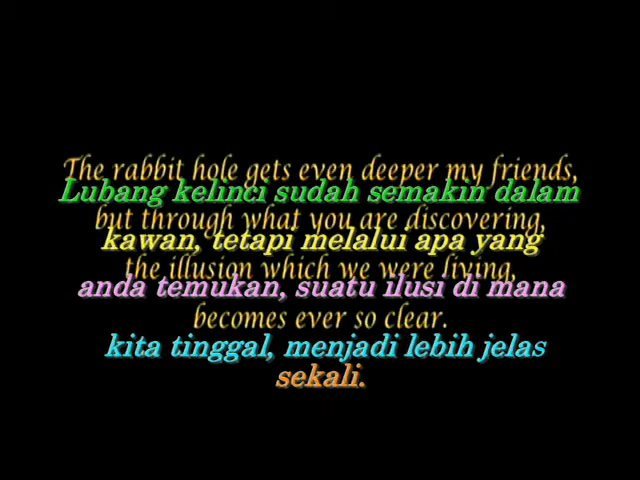 The rabbit hole gets even deeper my friends,
Lubang kelinci sudah semakin dalam
but through what you are discovering,
kawan, tetapi melalui apa yang
the illusion which we were living,
anda temukan, suatu ilusi di mana
becomes ever so clear.
kita tinggal, menjadi lebih jelas
sekali.